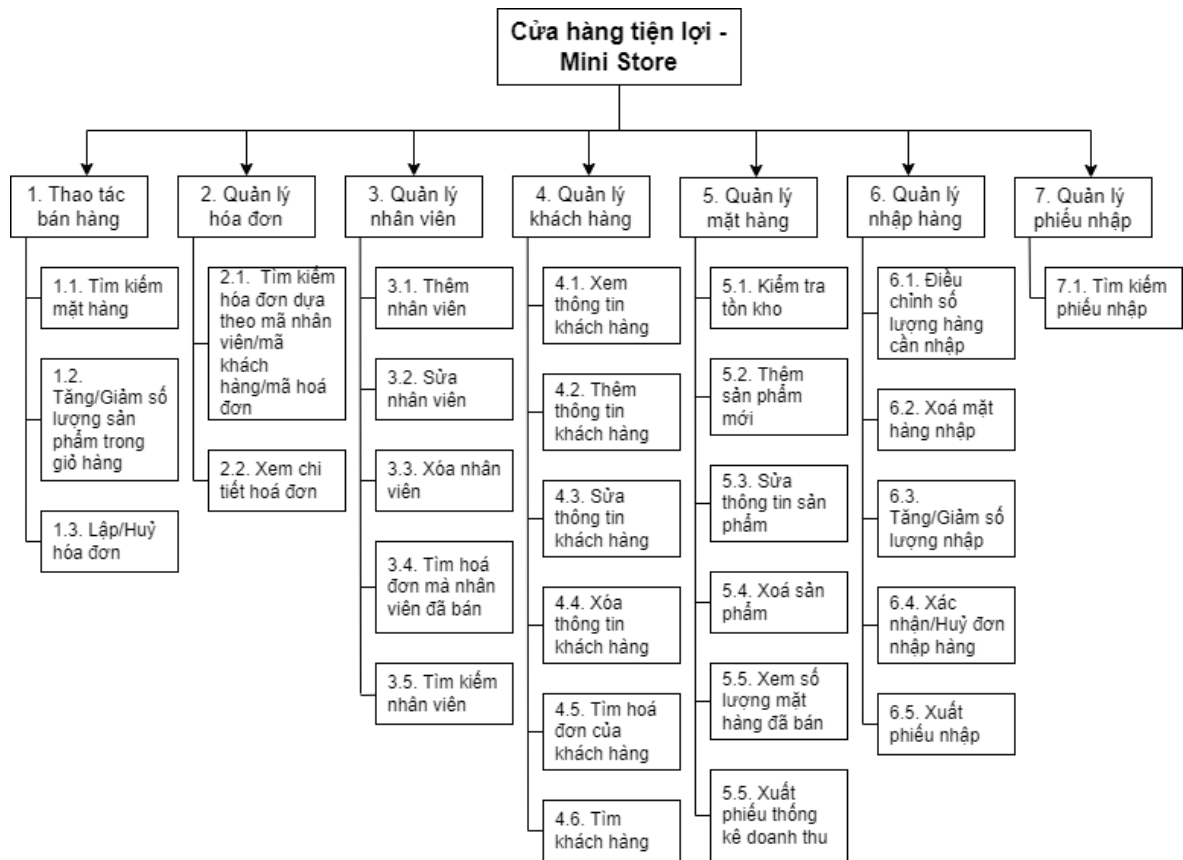 Cửa hàng tiện lợi -
Mini Store
1. Thao tác
bán hàng
1.1. Tìm kiếm
mặt hàng
1.2.
Tăng/Giảm số
lượng sản
phẩm trong
giỏ hàng
1.3. Lập/Huỷ
hóa đơn
2. Quản lý
hóa đơn
2.1. Tìm kiếm
hóa đơn dựa
theo mã nhân
viên/mã
khách
hàng/mã hoá
đơn
2.2. Xem chi
tiết hoá đơn
3. Quản lý
nhân viên
3.1. Thêm
nhân viên
3.2. Sửa
nhân viên
3.3. Xóa nhân
viên
3.4. Tìm hoá
đơn mà nhân
viên đã bán
3.5. Tìm kiếm
nhân viên
4. Quản lý
khách hàng
4.1. Xem
thông tin
khách hàng
4.2. Thêm
thông tin
khách hàng
4.3. Sửa
thông tin
khách hàng
4.4. Xóa
thông tin
khách hàng
4.5. Tìm hoá
đơn của
khách hàng
4.6. Tìm
khách hàng
5. Quản lý
mặt hàng
5.1. Kiểm tra
tồn kho
5.2. Thêm
sản phẩm
mới
5.3. Sửa
thông tin sản
phẩm
5.4. Xoá sản
phẩm
5.5. Xem số
lượng mặt
hàng đã bán
5.5. Xuất
phiếu thống
kê doanh thu
6. Quản lý
nhập hàng
6.1. Điều
chỉnh số
lượng hàng
cần nhập
6.2. Xoá mặt
hàng nhập
6.3.
Tăng/Giảm số
lượng nhập
6.4. Xác
nhận/Huỷ đơn
nhập hàng
6.5. Xuất
phiếu nhập
7. Quản lý
phiếu nhập
7.1. Tìm kiếm
phiếu nhập